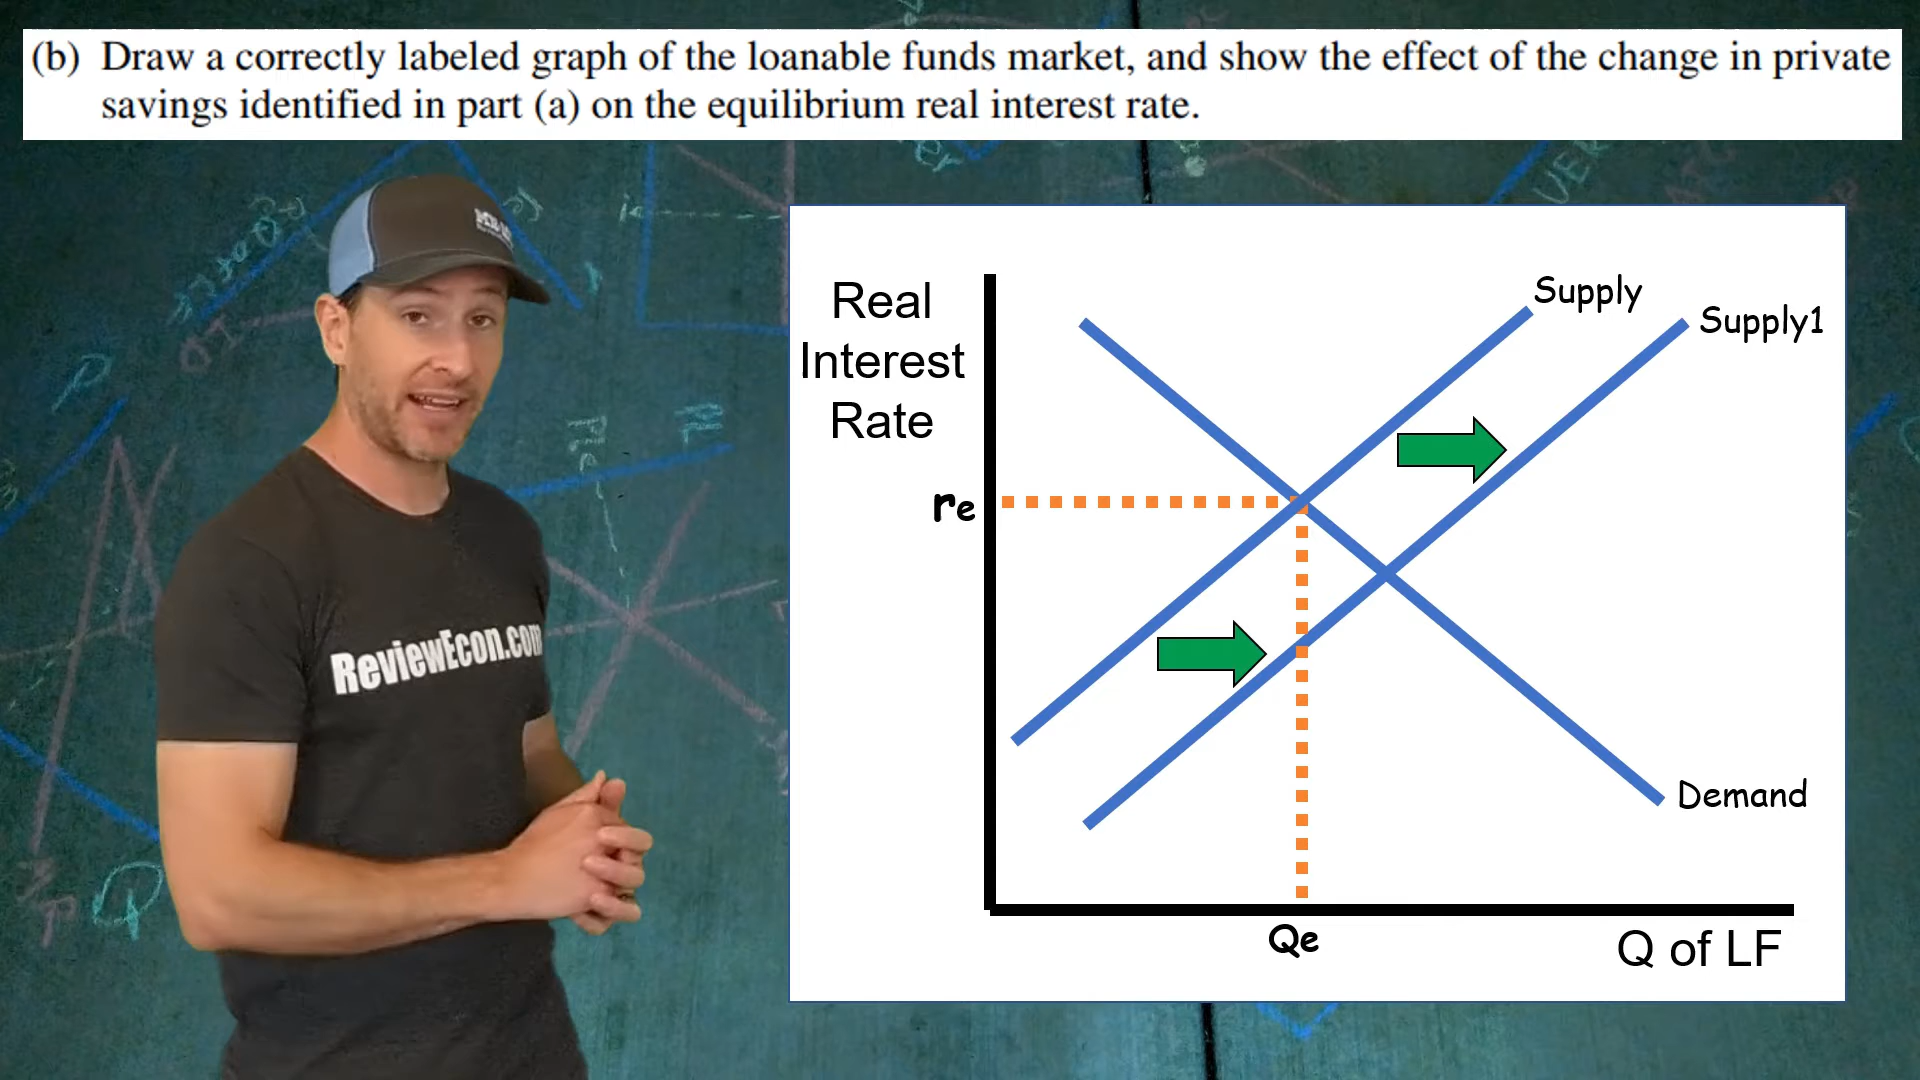 (b) Draw a correctly labeled graph of the loanable funds market, and show the effect of the change in private
savings identified in part (a) on the equilibrium real interest rate.
Real
Interest
Rate
Supply
Supply1
re
ReviewEcon.com
Demand
Qe
Q of LF